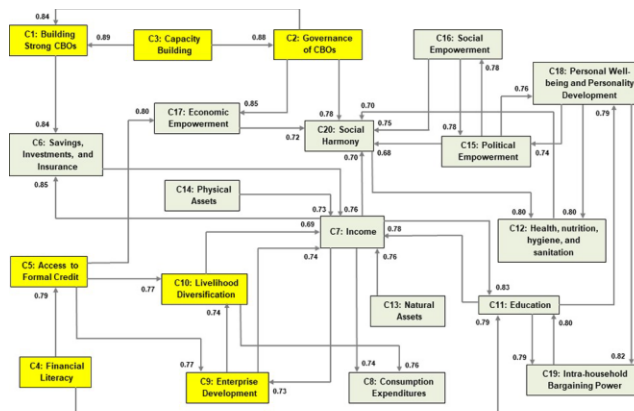 0.84
C1: Building
Strong CBOs
0.89
C3: Capacity
Building
0.88
C2: Governance
of CBOs
C16: Social
Empowerment
0.78
C18: Personal Well-
being and Personality
Development
0.76
0.79
0.80
C17: Economic
Empowerment
0.85
0.72
0.78
0.70
0.75
C20: Social
Harmony
0.70
0.68
0.78
C15: Political
Empowerment
0.74
0.84
C6: Savings,
Investments, and
Insurance
0.85
C14: Physical
Assets
0.73
0.76
0.80
0.80
C12: Health, nutrition,
hygiene, and
sanitation
0.69
C7: Income
0.74
0.78
0.76
C5: Access to
Formal Credit
0.79
0.77
C10: Livelihood
Diversification
0.74
C13: Natural
Assets
0.83
C11: Education
0.79
0.80
C4: Financial
Literacy
0.77
C9: Enterprise
Development
0.73
0.74
0.76
C8: Consumption
Expenditures
0.79
0.82
C19: Intra-household
Bargaining Power